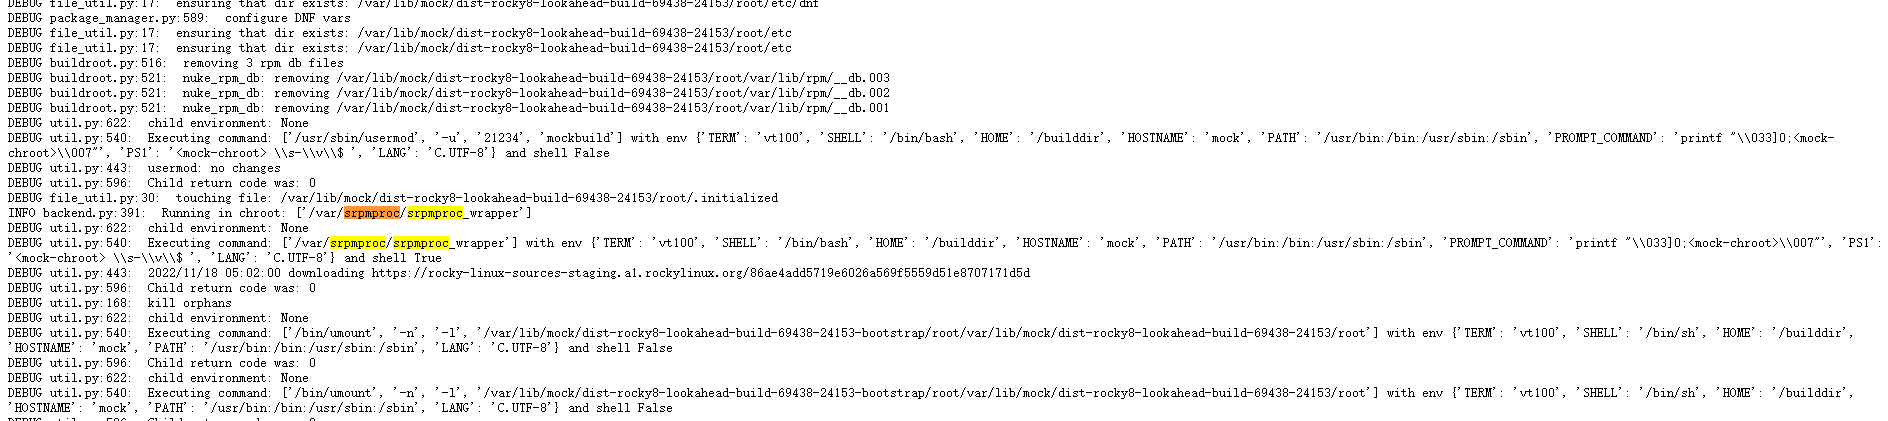 DEBUG file_util.py:17:  ensuring that dir exists: /var/lib/mock/dist-rocky8-lookahead-build-69438-24153/root/etc/dnf
DEBUG package_manager.py:589:  configure DNF vars
DEBUG file_util.py:17:  ensuring that dir exists: /var/lib/mock/dist-rocky8-lookahead-build-69438-24153/root/etc
DEBUG file_util.py:17:  ensuring that dir exists: /var/lib/mock/dist-rocky8-lookahead-build-69438-24153/root/etc
DEBUG buildroot.py:516:  removing 3 rpm db files
DEBUG buildroot.py:521:  nuke_rpm_db: removing /var/lib/mock/dist-rocky8-lookahead-build-69438-24153/root/var/lib/rpm/__db.003
DEBUG buildroot.py:521:  nuke_rpm_db: removing /var/lib/mock/dist-rocky8-lookahead-build-69438-24153/root/var/lib/rpm/__db.002
DEBUG buildroot.py:521:  nuke_rpm_db: removing /var/lib/mock/dist-rocky8-lookahead-build-69438-24153/root/var/lib/rpm/__db.001
DEBUG util.py:622:  child environment: None
DEBUG util.py:540:  Executing command: ['/usr/sbin/usermod', '-u', '21234', 'mockbuild'] with env {'TERM': 'vt100', 'SHELL': '/bin/bash', 'HOME': '/builddir', 'HOSTNAME': 'mock', 'PATH': '/usr/bin:/bin:/usr/sbin:/sbin', 'PROMPT_COMMAND': 'printf "\\033]0;<mock-
chroot>\\007"', 'PS1': '<mock-chroot> \\s-\\v\\$ ', 'LANG': 'C.UTF-8'} and shell False
DEBUG util.py:443:  usermod: no changes
DEBUG util.py:596:  Child return code was: 0
DEBUG file_util.py:30:  touching file: /var/lib/mock/dist-rocky8-lookahead-build-69438-24153/root/.initialized
INFO backend.py:391:  Running in chroot: ['/var/srpmproc/srpmproc_wrapper']
DEBUG util.py:622:  child environment: None
DEBUG util.py:540:  Executing command: ['/var/srpmproc/srpmproc_wrapper'] with env {'TERM': 'vt100', 'SHELL': '/bin/bash', 'HOME': '/builddir', 'HOSTNAME': 'mock', 'PATH': '/usr/bin:/bin:/usr/sbin:/sbin', 'PROMPT_COMMAND': 'printf "\\033]0;<mock-chroot>\\007"', 'PS1':
'<mock-chroot> \\s-\\v\\$ ', 'LANG': 'C.UTF-8'} and shell True
DEBUG util.py:443:  2022/11/18 05:02:00 downloading https://rocky-linux-sources-staging.a1.rockylinux.org/86ae4add5719e6026a569f5559d51e8707171d5d
DEBUG util.py:596:  Child return code was: 0
DEBUG util.py:168:  kill orphans
DEBUG util.py:622:  child environment: None
DEBUG util.py:540:  Executing command: ['/bin/umount', '-n', '-l', '/var/lib/mock/dist-rocky8-lookahead-build-69438-24153-bootstrap/root/var/lib/mock/dist-rocky8-lookahead-build-69438-24153/root'] with env {'TERM': 'vt100', 'SHELL': '/bin/sh', 'HOME': '/builddir',
'HOSTNAME': 'mock', 'PATH': '/usr/bin:/bin:/usr/sbin:/sbin', 'LANG': 'C.UTF-8'} and shell False
DEBUG util.py:596:  Child return code was: 0
DEBUG util.py:622:  child environment: None
DEBUG util.py:540:  Executing command: ['/bin/umount', '-n', '-l', '/var/lib/mock/dist-rocky8-lookahead-build-69438-24153-bootstrap/root/var/lib/mock/dist-rocky8-lookahead-build-69438-24153/root'] with env {'TERM': 'vt100', 'SHELL': '/bin/sh', 'HOME': '/builddir',
'HOSTNAME': 'mock', 'PATH': '/usr/bin:/bin:/usr/sbin:/sbin', 'LANG': 'C.UTF-8'} and shell False